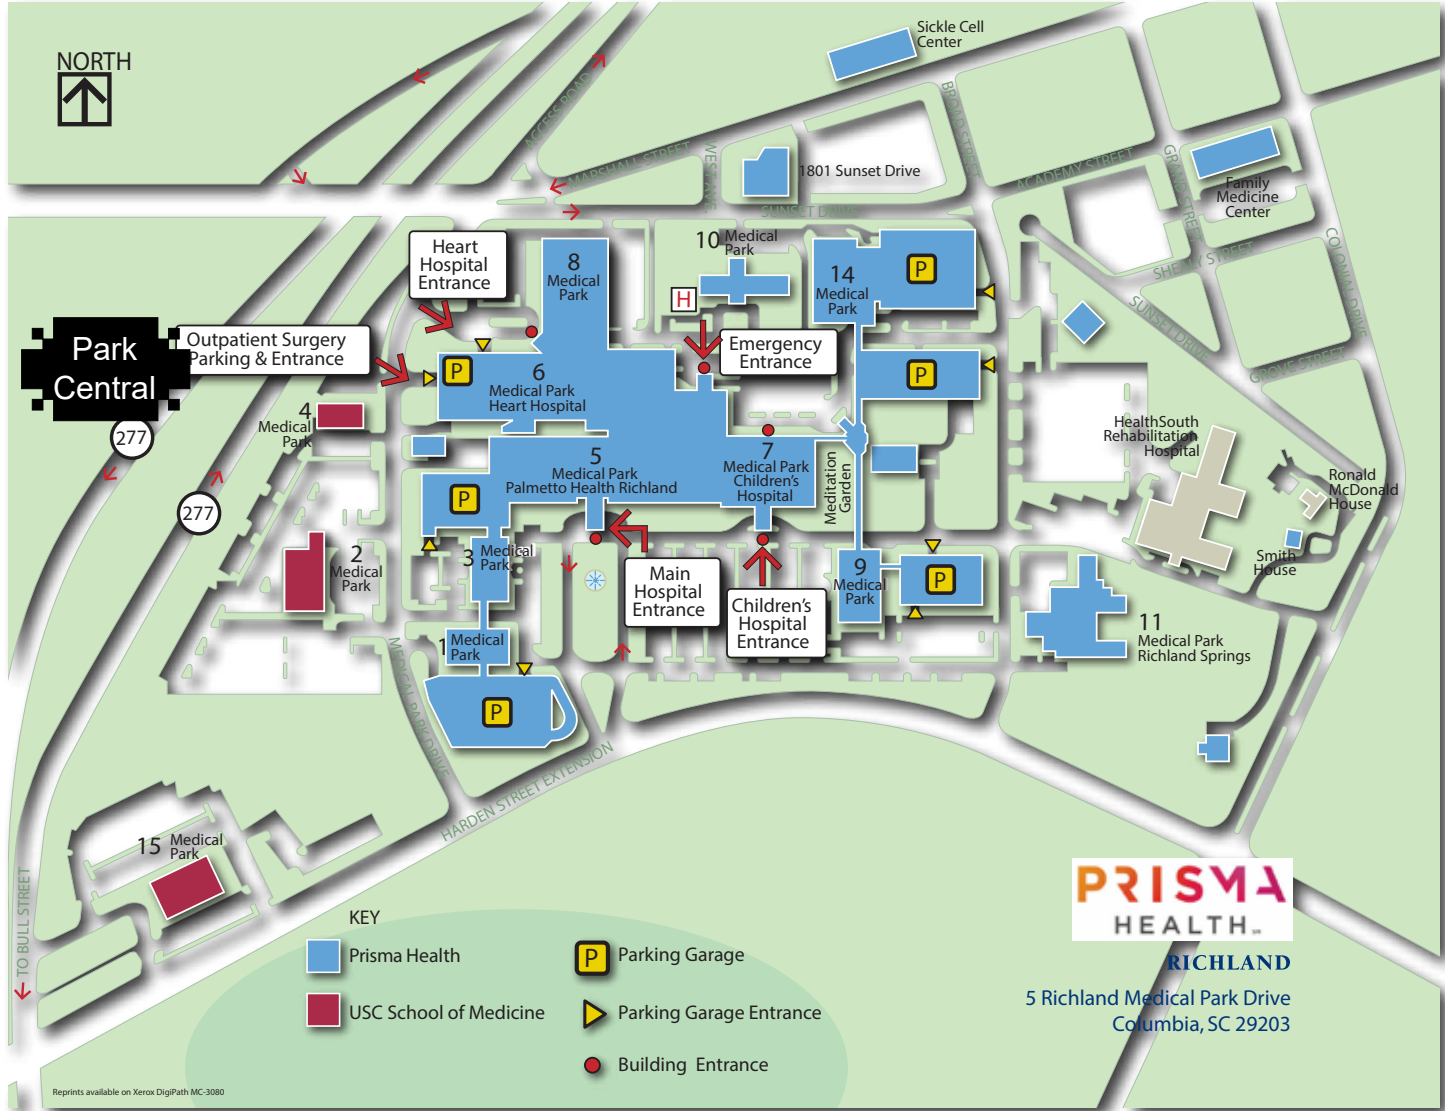 NORTH
Sickle Cell
Center
ACCESS ROAD
MARSHALL STREET
WEST AVE.
BROAD STREET
1801 Sunset Drive
SUNSET DRIVE
ACADEMY STREET
GRAND STREET
Family
Medicine
Center
SHEALY STREET
COLONIAL DRIVE
SUNSET DRIVE
GROVE STREET
Heart
Hospital
Entrance
8
Medical
Park
10 Medical
Park
H
14
Medical
Park
P
Park
Central
Outpatient Surgery
Parking & Entrance
P
6
Medical Park
Heart Hospital
Emergency
Entrance
P
4
Medical
Park
277
277
HealthSouth
Rehabilitation
Hospital
Ronald
McDonald
House
Smith
House
5
Medical Park
Palmetto Health Richland
7
Medical Park
Children's
Hospital
Meditation
Garden
P
2
Medical
Park
3 Medical
Park
Main
Hospital
Entrance
Children's
Hospital
Entrance
9
Medical
Park
P
11
Medical Park
Richland Springs
1 Medical
Park
P
MEDICAL PARK DRIVE
HARDEN STREET EXTENSION
15 Medical
Park
TO BULL STREET
KEY
Prisma Health
USC School of Medicine
P Parking Garage
Parking Garage Entrance
Building Entrance
PRISMA
HEALTH
RICHLAND
5 Richland Medical Park Drive
Columbia, SC 29203
Reprints available on Xerox DigiPath MC-3080